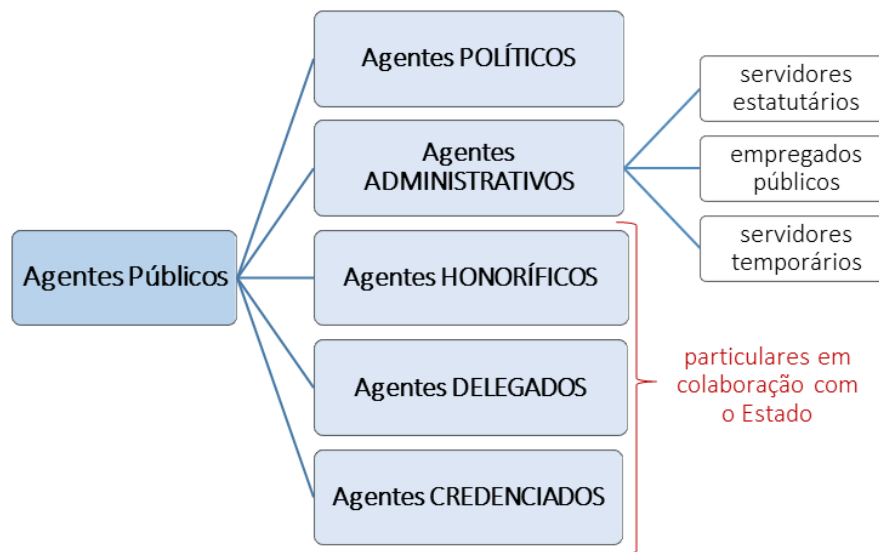 Agentes Públicos
Agentes POLÍTICOS
Agentes
ADMINISTRATIVOS
servidores
estatutários
empregados
públicos
servidores
temporários
Agentes HONORÍFICOS
Agentes DELEGADOS
Agentes CREDENCIADOS
particulares em
colaboração com
o Estado